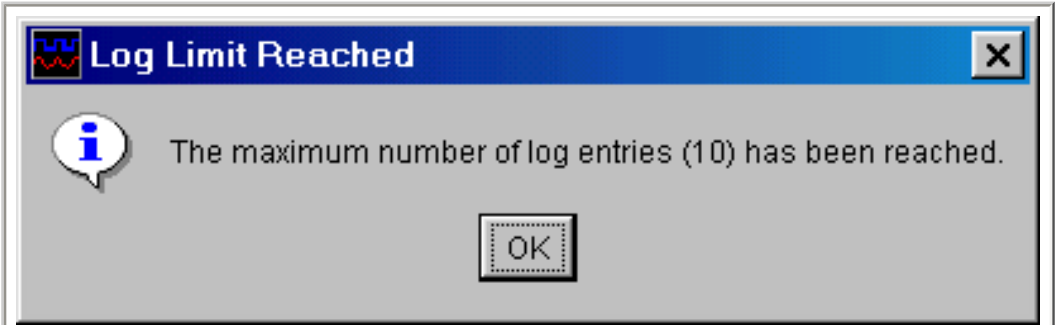 Log Limit Reached
The maximum number of log entries (10) has been reached.
OK